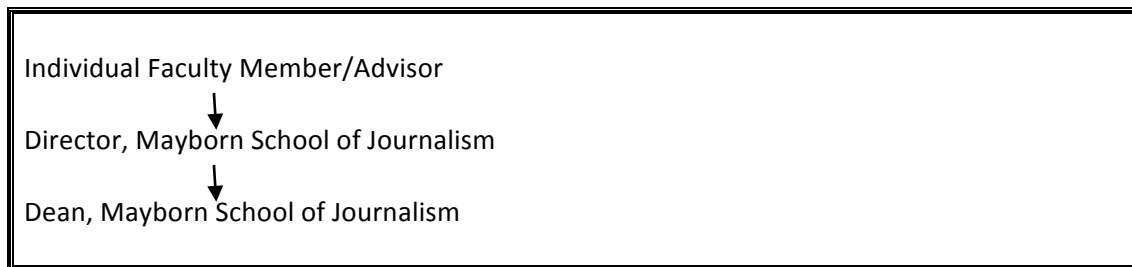 Individual Faculty Member/Advisor
Director, Mayborn School of Journalism
Dean, Mayborn School of Journalism